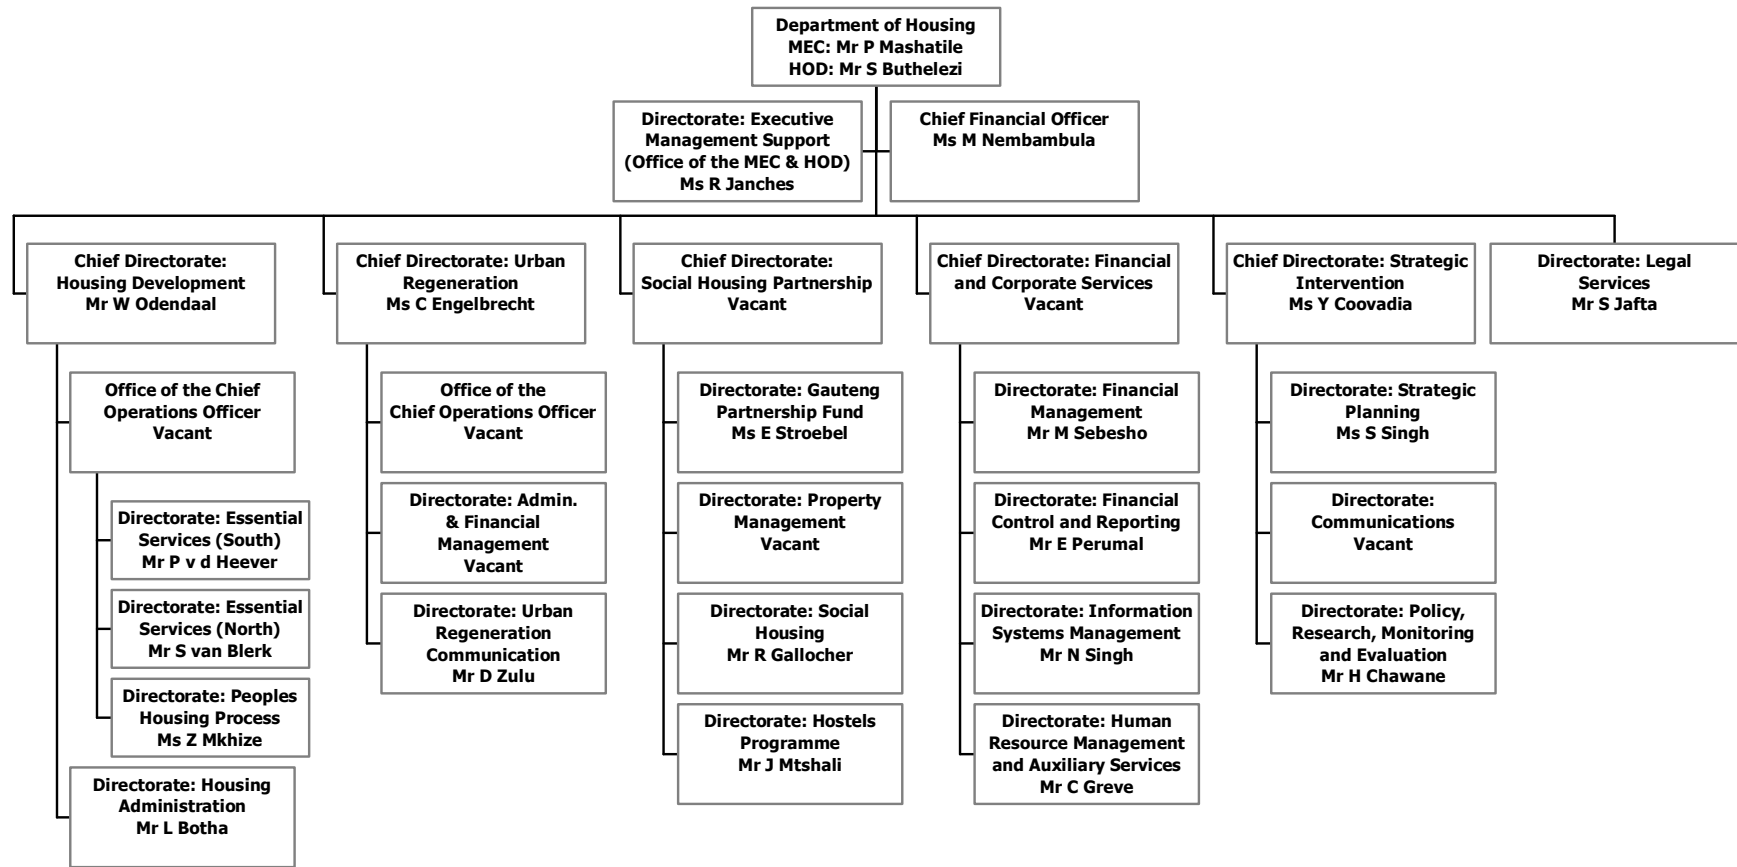 Department of Housing
MEC: Mr P Mashatile
HOD: Mr S Buthelezi
Directorate: Executive
Management Support
(Office of the MEC & HOD)
Ms R Janches
Chief Financial Officer
Ms M Nembambula
Chief Directorate:
Housing Development
Mr W Odendaal
Office of the Chief
Operations Officer
Vacant
Directorate: Essential
Services (South)
Mr P v d Heever
Directorate: Essential
Services (North)
Mr S van Blerk
Directorate: Peoples
Housing Process
Ms Z Mkhize
Directorate: Housing
Administration
Mr L Botha
Chief Directorate: Urban
Regeneration
Ms C Engelbrecht
Office of the
Chief Operations Officer
Vacant
Directorate: Admin.
& Financial
Management
Vacant
Directorate: Urban
Regeneration
Communication
Mr D Zulu
Chief Directorate:
Social Housing Partnership
Vacant
Directorate: Gauteng
Partnership Fund
Ms E Stroebel
Directorate: Property
Management
Vacant
Directorate: Social
Housing
Mr R Gallocher
Directorate: Hostels
Programme
Mr J Mtshali
Chief Directorate: Financial
and Corporate Services
Vacant
Directorate: Financial
Management
Mr M Sebesho
Directorate: Financial
Control and Reporting
Mr E Perumal
Directorate: Information
Systems Management
Mr N Singh
Directorate: Human
Resource Management
and Auxiliary Services
Mr C Greve
Chief Directorate: Strategic
Intervention
Ms Y Coovadia
Directorate: Strategic
Planning
Ms S Singh
Directorate:
Communications
Vacant
Directorate: Policy,
Research, Monitoring
and Evaluation
Mr H Chawane
Directorate: Legal
Services
Mr S Jafta